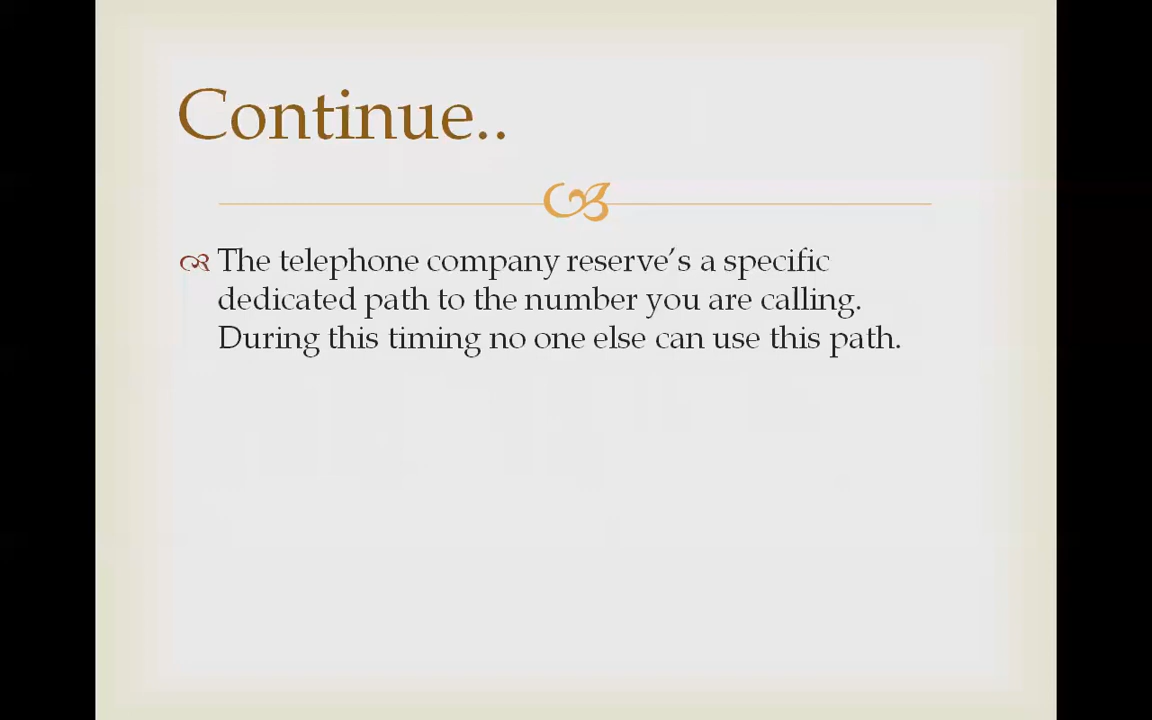 Continue..
The telephone company reserve’s a specific
dedicated path to the number you are calling.
During this timing no one else can use this path.